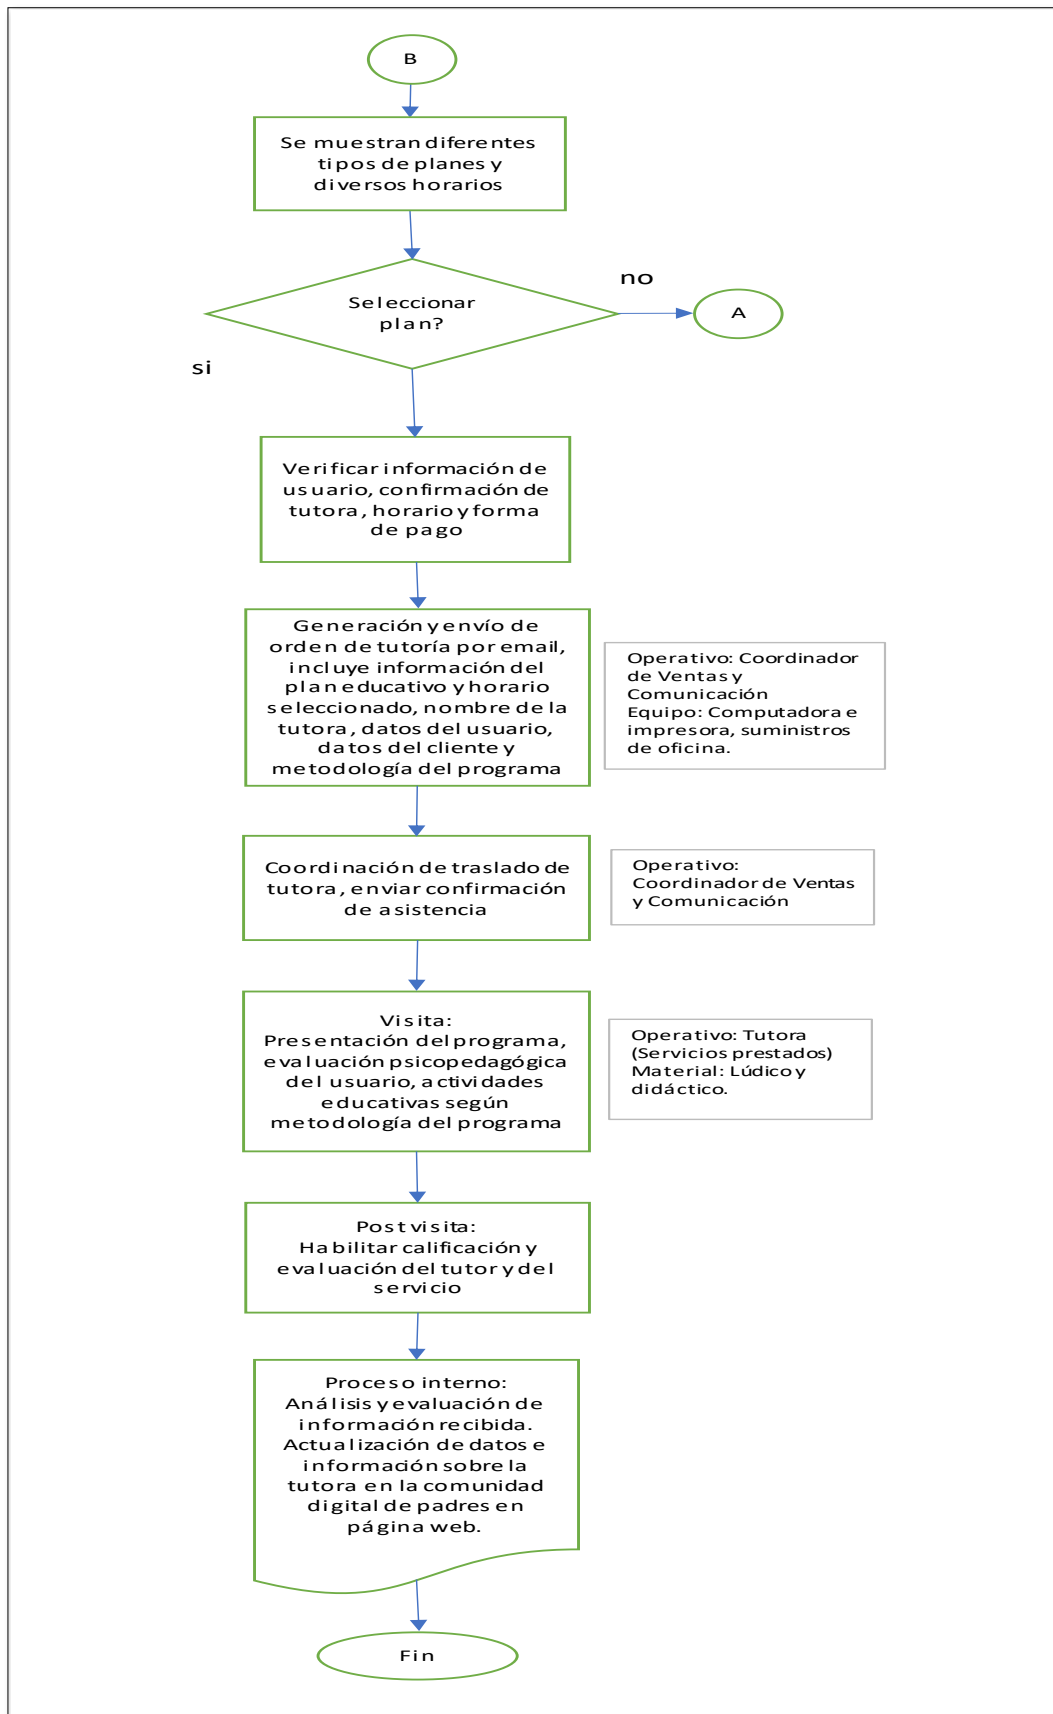 B
Se muestran diferentes
tipos de planes y
diversos horarios
no
Seleccionar
plan?
A
si
Verificar información de
usuario, confirmación de
tutora, horario y forma
de pago
Generación y envío de
orden de tutoría por email,
incluye información del
plan educativo y horario
seleccionado, nombre de la
tutora, datos del usuario,
datos del cliente y
metodología del programa
Operativo: Coordinador
de Ventas y
Comunicación
Equipo: Computadora e
impresora, suministros
de oficina.
Coordinación de traslado de
tutora, enviar confirmación
de asistencia
Operativo:
Coordinador de Ventas
y Comunicación
Visita:
Presentación del programa,
evaluación psicopedagógica
del usuario, actividades
educativas según
metodología del programa
Operativo: Tutora
(Servicios prestados)
Material: Lúdico y
didáctico.
Post visita:
Habilitar calificación y
evaluación del tutor y del
servicio
Proceso interno:
Análisis y evaluación de
información recibida.
Actualización de datos e
información sobre la
tutora en la comunidad
digital de padres en
página web.
Fin